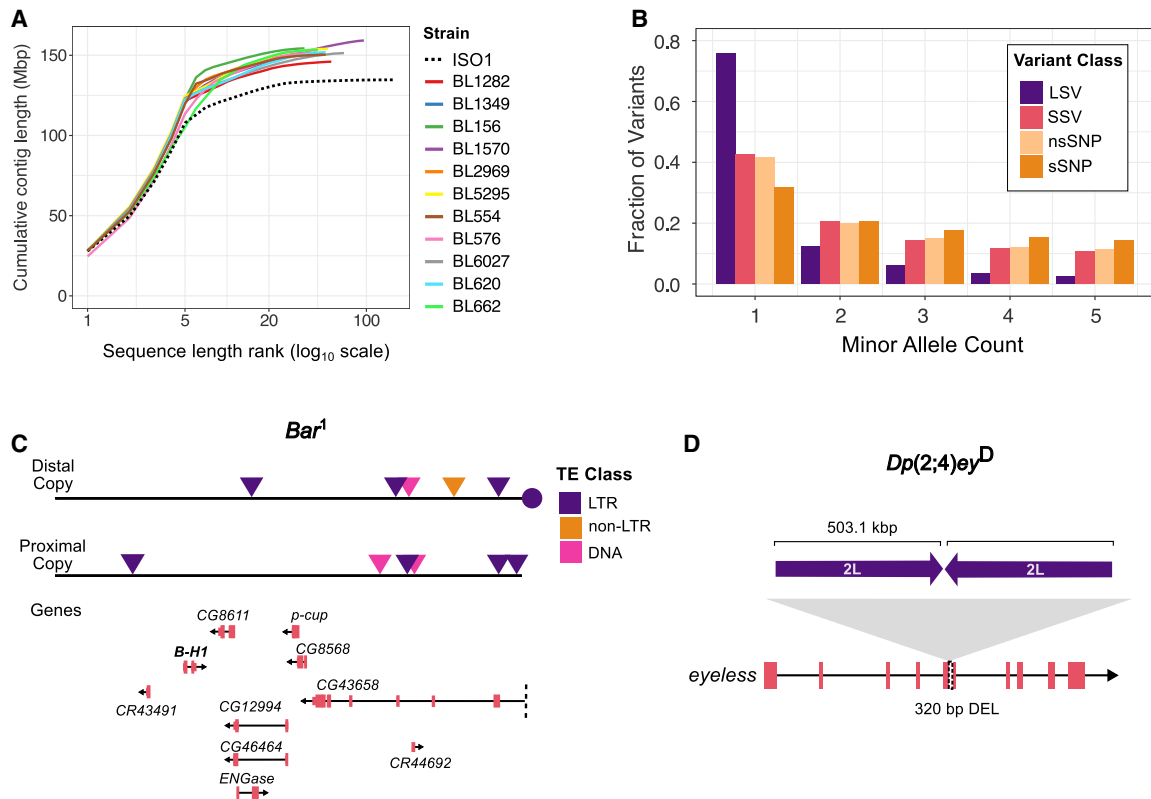 A
Cumulative contig length (Mbp)
150
100
50
0
1
5
20
100
Sequence length rank (log₁₀ scale)
Strain
ISO1
BL1282
BL1349
BL156
BL1570
BL2969
BL5295
BL554
BL576
BL6027
BL620
BL662
B
Fraction of Variants
0.8
0.6
0.4
0.2
0.0
1
2
3
4
5
Minor Allele Count
Variant Class
LSV
SSV
nsSNP
sSNP
C
Bar¹
Distal
Copy
Proximal
Copy
Genes
CG8611
p-cup
B-H1
CG8568
CG43658
CR43491
CG12994
CG46464
CR44692
ENGase
TE Class
LTR
non-LTR
DNA
D
Dp(2;4)eyᴰ
503.1 kbp
2L
2L
eyeless
320 bp DEL